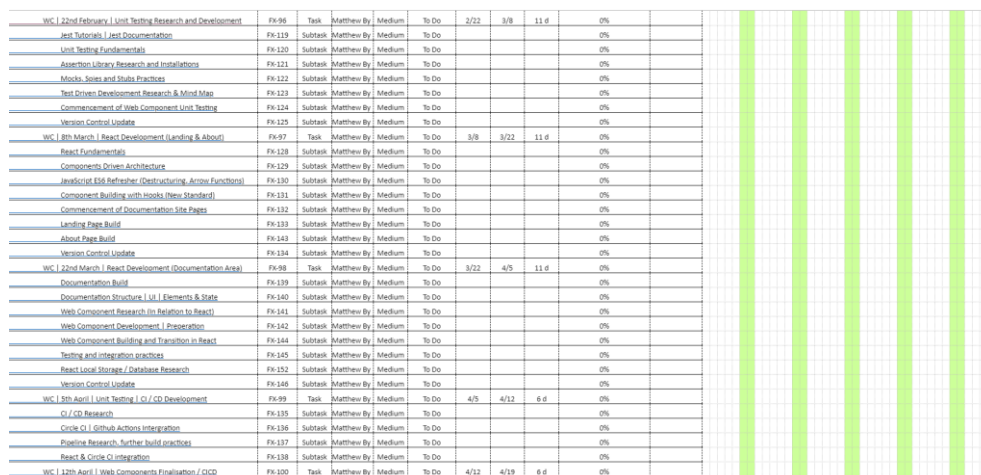 WC | 22nd February | Unit Testing Research and Development FX-96 Task Matthew By Medium To Do 2/22 3/8 11 d 0%
Jest Tutorials | Jest Documentation FX-119 Subtask Matthew By Medium To Do 0%
Unit Testing Fundamentals FX-120 Subtask Matthew By Medium To Do 0%
Assertion Library Research and Installations FX-121 Subtask Matthew By Medium To Do 0%
Mocks, Spies and Stubs Practices FX-122 Subtask Matthew By Medium To Do 0%
Test Driven Development Research & Mind Map FX-123 Subtask Matthew By Medium To Do 0%
Commencement of Web Component Unit Testing FX-124 Subtask Matthew By Medium To Do 0%
Version Control Update FX-125 Subtask Matthew By Medium To Do 0%
WC | 8th March | React Development (Landing & About) FX-97 Task Matthew By Medium To Do 3/8 3/22 11 d 0%
React Fundamentals FX-128 Subtask Matthew By Medium To Do 0%
Components Driven Architecture FX-129 Subtask Matthew By Medium To Do 0%
JavaScript ES6 Refresher (Destructuring, Arrow Functions) FX-130 Subtask Matthew By Medium To Do 0%
Component Building with Hooks (New Standard) FX-131 Subtask Matthew By Medium To Do 0%
Commencement of Documentation Site Pages FX-132 Subtask Matthew By Medium To Do 0%
Landing Page Build FX-133 Subtask Matthew By Medium To Do 0%
About Page Build FX-143 Subtask Matthew By Medium To Do 0%
Version Control Update FX-134 Subtask Matthew By Medium To Do 0%
WC | 22nd March | React Development (Documentation Area) FX-98 Task Matthew By Medium To Do 3/22 4/5 11 d 0%
Documentation Build FX-139 Subtask Matthew By Medium To Do 0%
Documentation Structure | UI | Elements & State FX-140 Subtask Matthew By Medium To Do 0%
Web Component Research (In Relation to React) FX-141 Subtask Matthew By Medium To Do 0%
Web Component Development | Preperation FX-142 Subtask Matthew By Medium To Do 0%
Web Component Building and Transition in React FX-144 Subtask Matthew By Medium To Do 0%
Testing and integration practices FX-145 Subtask Matthew By Medium To Do 0%
React Local Storage / Database Research FX-152 Subtask Matthew By Medium To Do 0%
Version Control Update FX-146 Subtask Matthew By Medium To Do 0%
WC | 5th April | Unit Testing | CI / CD Development FX-99 Task Matthew By Medium To Do 4/5 4/12 6 d 0%
CI / CD Research FX-135 Subtask Matthew By Medium To Do 0%
Circle CI | Github Actions Intergration FX-136 Subtask Matthew By Medium To Do 0%
Pipeline Research, further build practices FX-137 Subtask Matthew By Medium To Do 0%
React & Circle CI integration FX-138 Subtask Matthew By Medium To Do 0%
WC | 12th April | Web Components Finalisation / CICD FX-100 Task Matthew By Medium To Do 4/12 4/19 6 d 0%